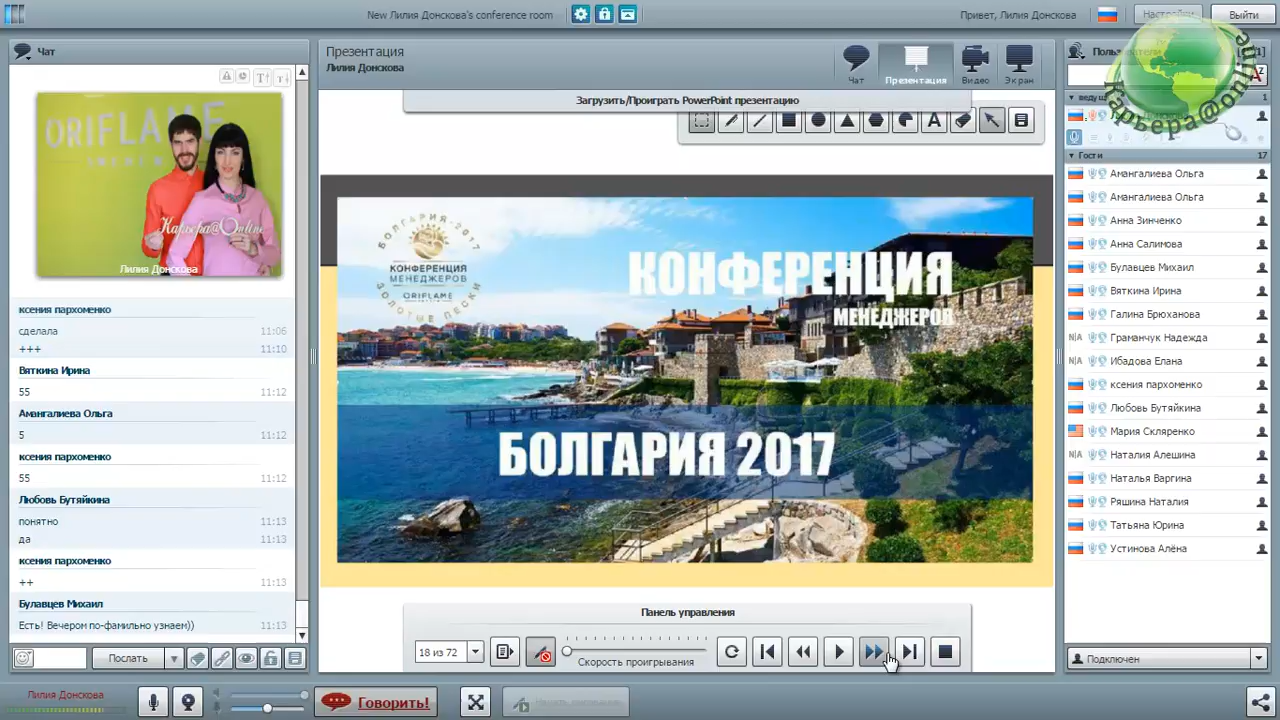 New Лилия Донскова's conference room
Привет, Лилия Донскова
Настройки
Выйти
Чат
ORIFLAME
Карьера@Online
Лилия Донскова
ксения пархоменко
сделала 11:06
+++ 11:10
Вяткина Ирина
55 11:12
Амангалиева Ольга
5 11:12
ксения пархоменко
55 11:12
Любовь Бутяйкина
понятно 11:13
да 11:13
ксения пархоменко
++ 11:13
Булавцев Михаил
Есть! Вечером по-фамильно узнаем)) 11:13
Послать
Презентация
Лилия Донскова
Чат
Презентация
Видео
Экран
Загрузить/Проиграть PowerPoint презентацию
БОЛГАРИЯ 2017
КОНФЕРЕНЦИЯ
МЕНЕДЖЕРОВ
ORIFLAME
ЗОЛОТЫЕ ПЕСКИ
КОНФЕРЕНЦИЯ
МЕНЕДЖЕРОВ
БОЛГАРИЯ 2017
Панель управления
18 из 72
Скорость проигрывания
карьера@online
ведущ 1
Гости 17
Амангалиева Ольга
Амангалиева Ольга
Анна Зинченко
Анна Салимова
Булавцев Михаил
Вяткина Ирина
Галина Брюханова
N/A Граманчук Надежда
N/A Ибадова Елана
ксения пархоменко
Любовь Бутяйкина
Мария Скляренко
N/A Наталия Алешина
Наталья Варгина
Ряшина Наталия
Татьяна Юрина
Устинова Алёна
Подключен
Лилия Донскова
Говорить!